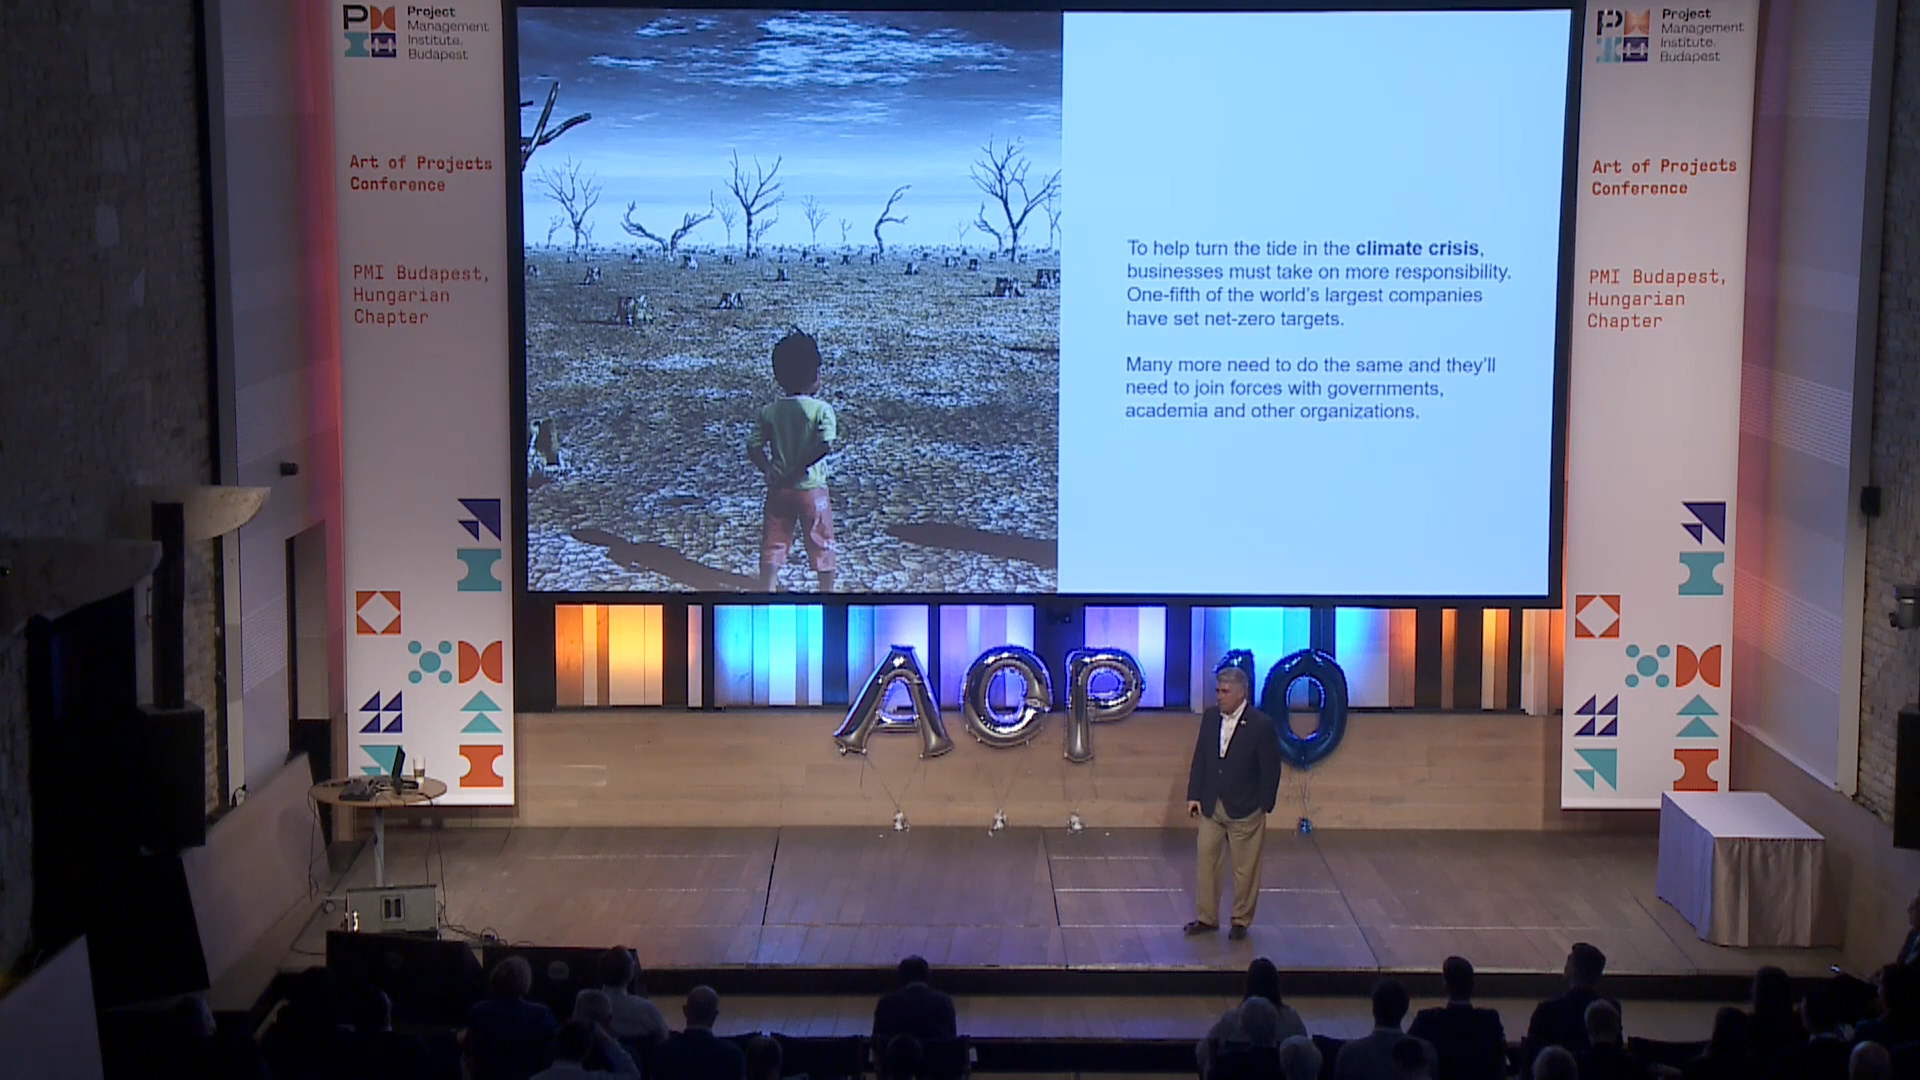 Project
Management
Institute.
Budapest
Art of Projects
Conference
PMI Budapest,
Hungarian
Chapter
To help turn the tide in the climate crisis,
businesses must take on more responsibility.
One-fifth of the world's largest companies
have set net-zero targets.
Many more need to do the same and they'll
need to join forces with governments,
academia and other organizations.
AOP 10
Project
Management
Institute.
Budapest
Art of Projects
Conference
PMI Budapest,
Hungarian
Chapter